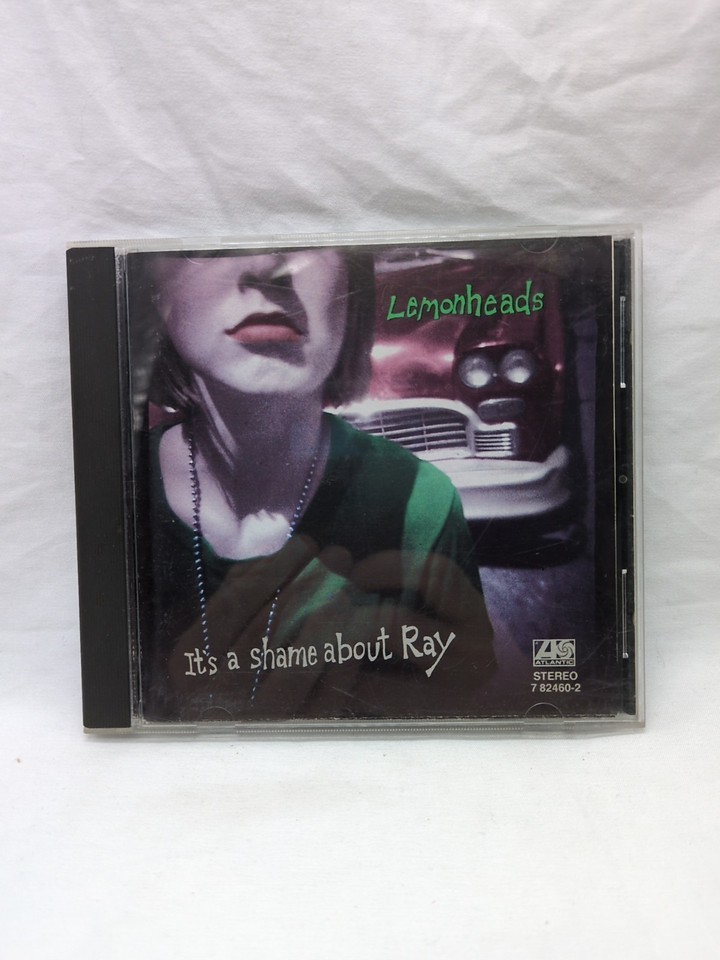 Lemonheads
It's a shame about Ray
ATLANTIC
STEREO
7 82460-2